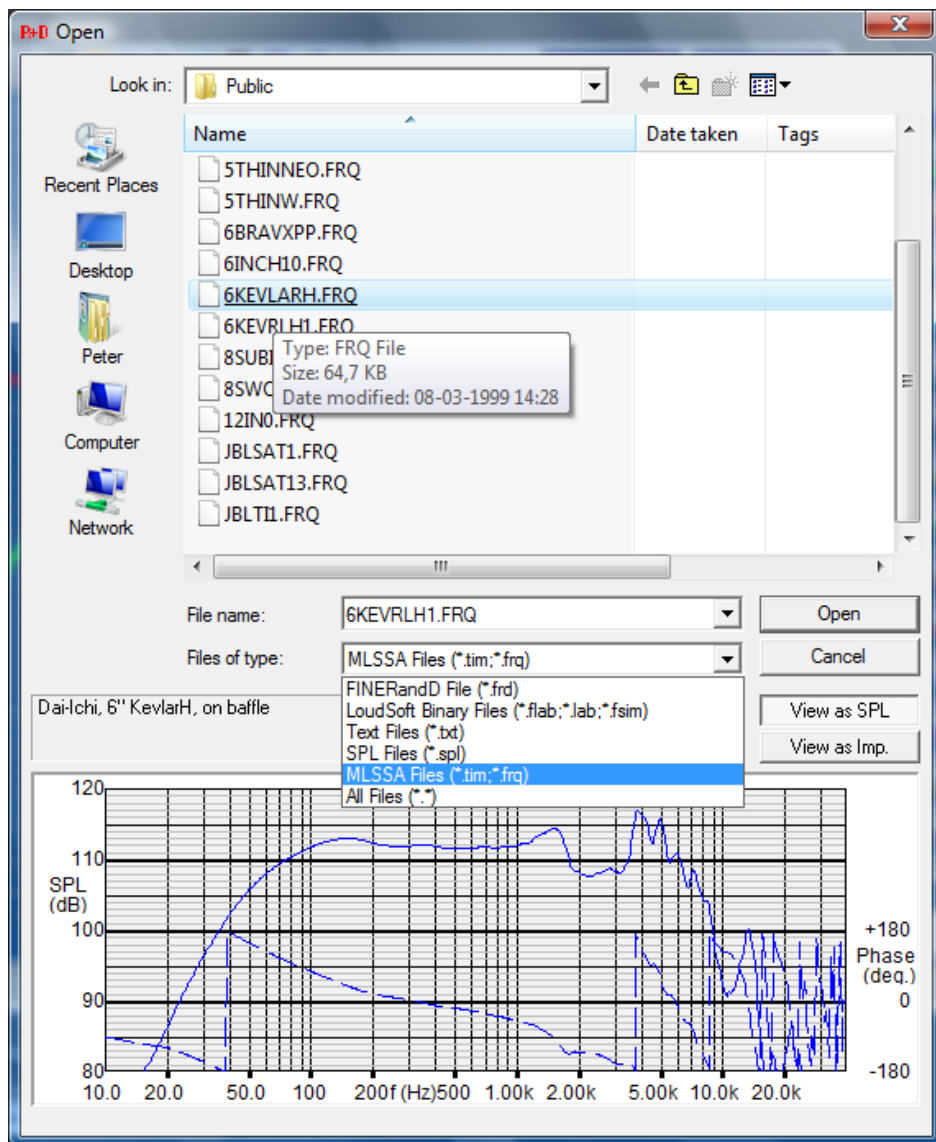 R+D Open
X
Look in: Public
Name Date taken Tags
Recent Places
Desktop
Peter
Computer
Network
5THINNEO.FRQ
5THINW.FRQ
6BRAVXPP.FRQ
6INCH10.FRQ
6KEVLARH.FRQ
6KEVRLH1.FRQ
Type: FRQ File
Size: 64,7 KB
Date modified: 08-03-1999 14:28
12IN0.FRQ
JBLSAT1.FRQ
JBLSAT13.FRQ
JBLTI1.FRQ
File name: 6KEVRLH1.FRQ Open
Files of type: MLSSA Files (*.tim;*.frq) Cancel
FINERandD File (*.frd)
LoudSoft Binary Files (*.flab;*.lab;*.fsim)
Text Files (*.txt)
SPL Files (*.spl)
MLSSA Files (*.tim;*.frq)
All Files (*.*)
Dai-Ichi, 6" KevlarH, on baffle
View as SPL
View as Imp.
120
110
SPL
(dB)
100
90
80
+180
Phase
(deg.)
0
-180
10.0 20.0 50.0 100 200 f (Hz) 500 1.00k 2.00k 5.00k 10.0k 20.0k